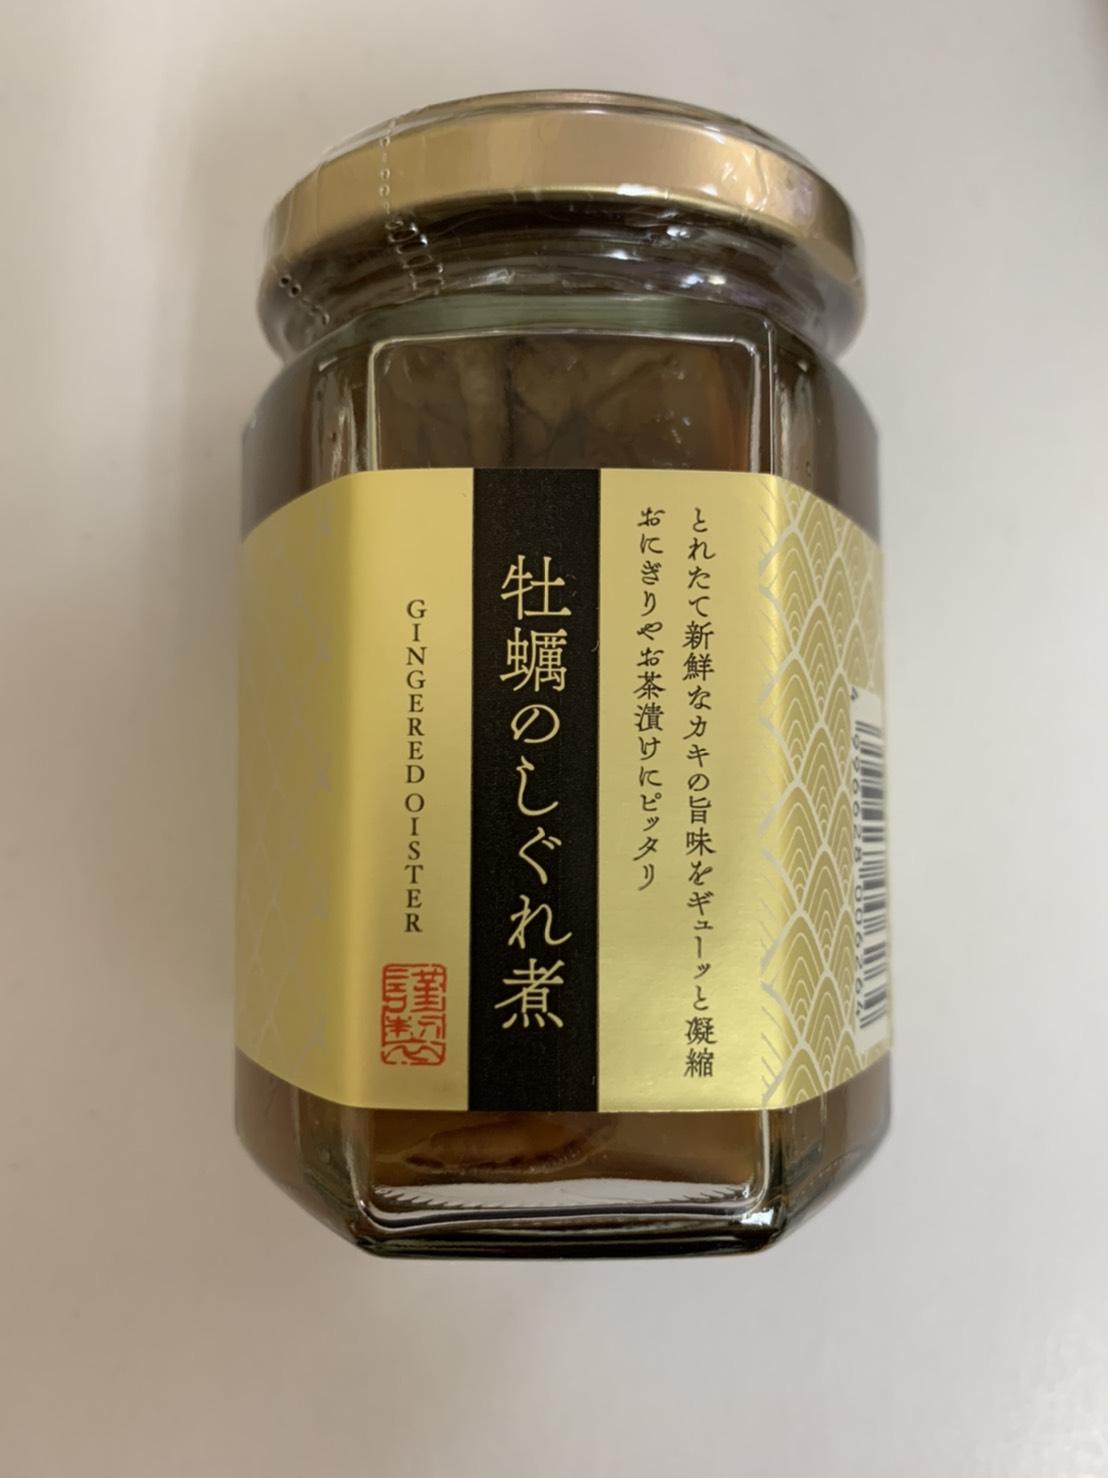 とれたて新鮮なカキの旨味をギューッと凝縮
おにぎりやお茶漬けにピッタリ
牡蠣のしぐれ煮
GINGERED OISTER
謹製